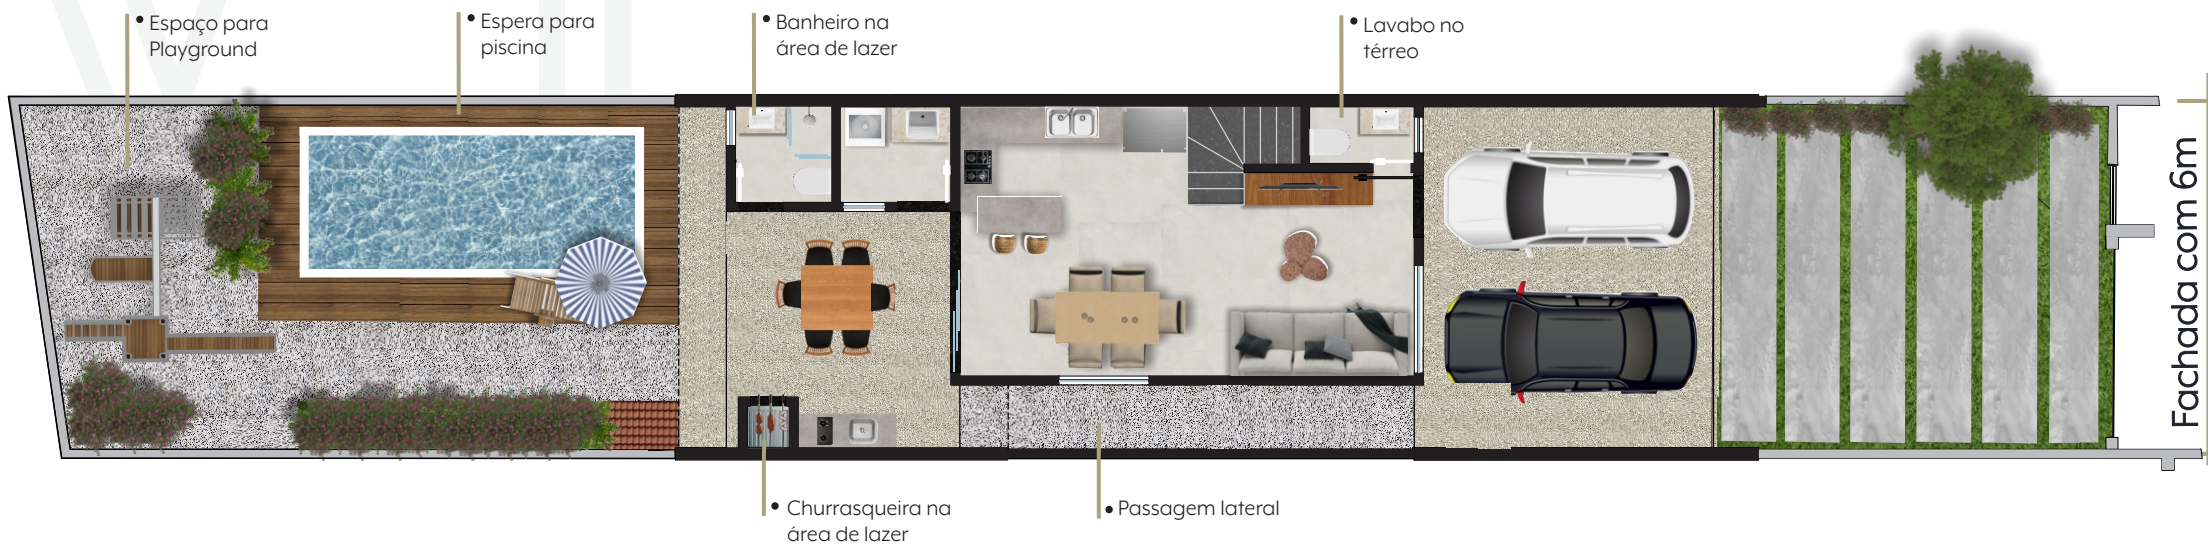 • Espaço para
Playground
• Espera para
piscina
• Banheiro na
área de lazer
• Lavabo no
térreo
Fachada com 6m
• Churrasqueira na
área de lazer
• Passagem lateral